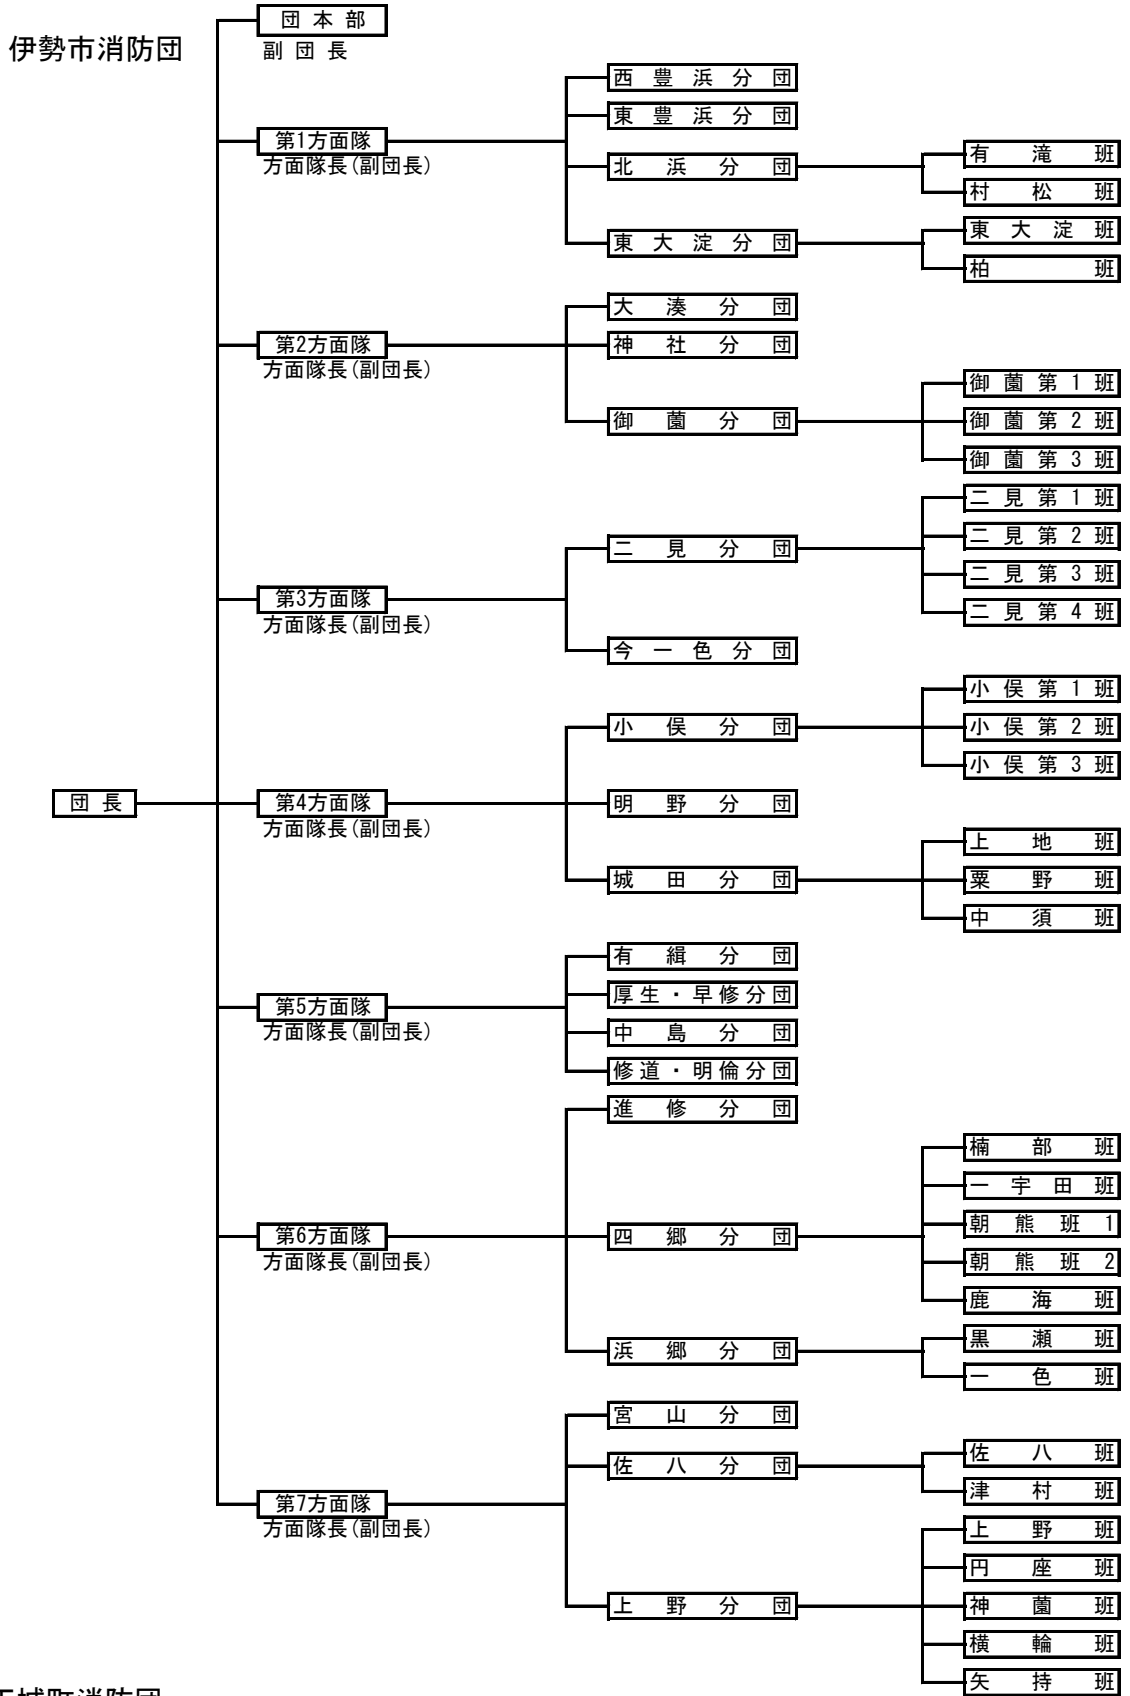 団本部
伊勢市消防団
副団長
西豊浜分団
東豊浜分団
第1方面隊
方面隊長(副団長)
北浜分団
有滝班
村松班
東大淀分団
東大淀班
柏班
大湊分団
第2方面隊
方面隊長(副団長)
神社分団
御薗分団
御薗第1班
御薗第2班
御薗第3班
二見分団
二見第1班
二見第2班
二見第3班
二見第4班
第3方面隊
方面隊長(副団長)
今一色分団
小俣分団
小俣第1班
小俣第2班
小俣第3班
団長
第4方面隊
方面隊長(副団長)
明野分団
城田分団
上地班
粟野班
中須班
有緝分団
第5方面隊
方面隊長(副団長)
厚生・早修分団
中島分団
修道・明倫分団
進修分団
第6方面隊
方面隊長(副団長)
四郷分団
楠部班
一宇田班
朝熊班1
朝熊班2
鹿海班
浜郷分団
黒瀬班
一色班
宮山分団
佐八分団
佐八班
津村班
第7方面隊
方面隊長(副団長)
上野分団
上野班
円座班
神薗班
横輪班
矢持班